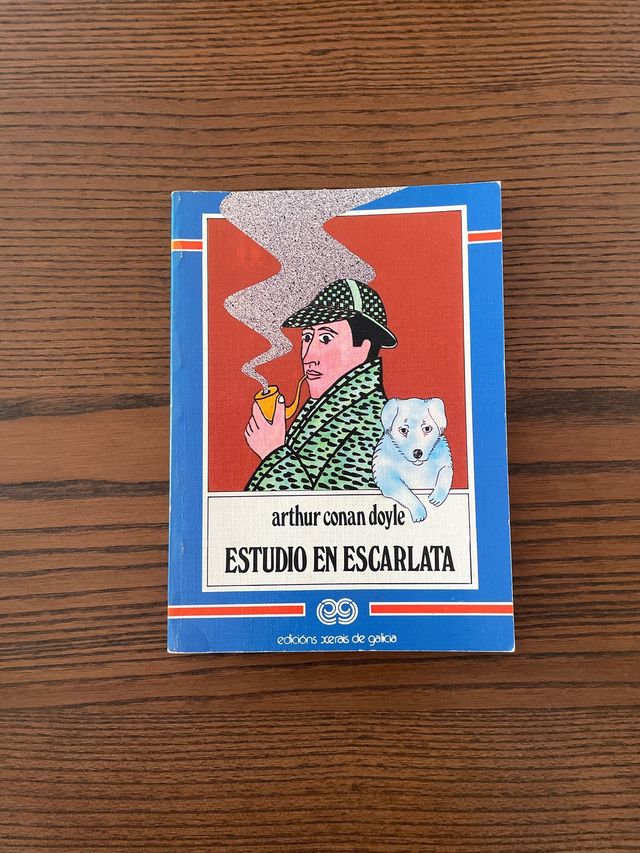 arthur conan doyle
ESTUDIO EN ESCARLATA
edicións xerais de galicia